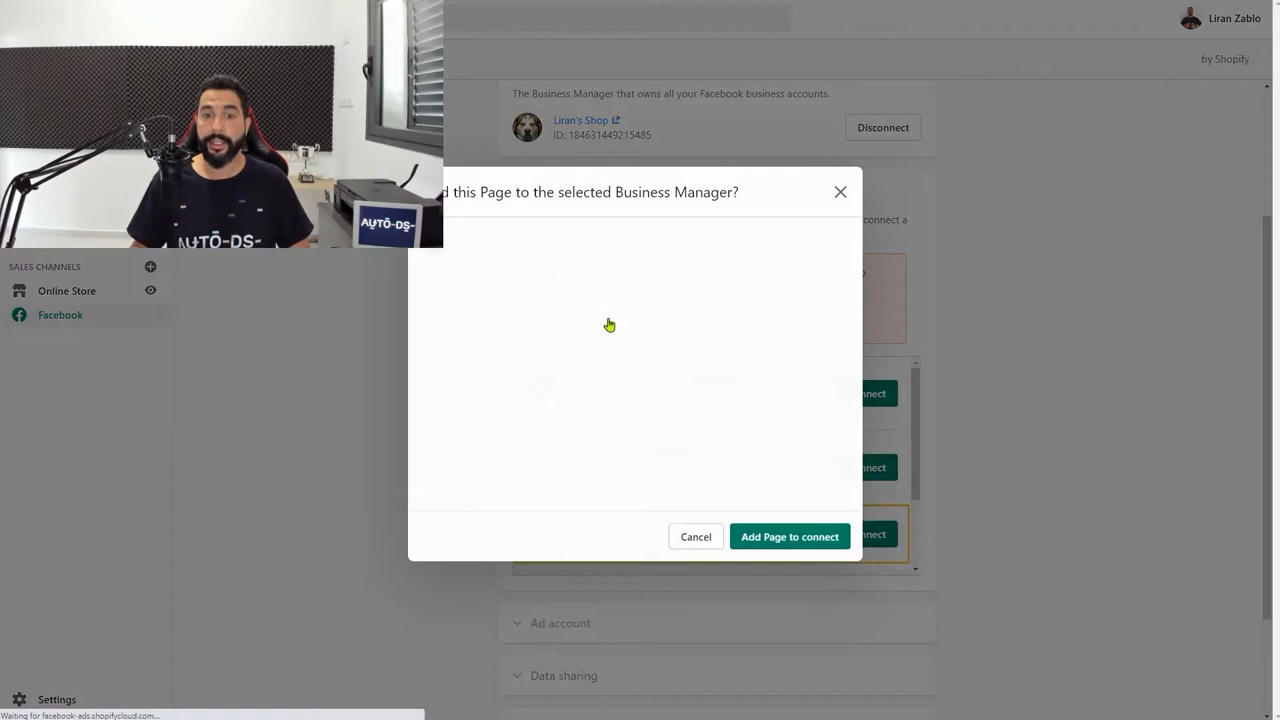 Liran Zablo
by Shopify
The Business Manager that owns all your Facebook business accounts.
Liran's Shop
ID: 184631449215485
Disconnect
d this Page to the selected Business Manager?
connect a
AUTO-DS-
AUTO-DS-
SALES CHANNELS
Online Store
Facebook
nnect
nnect
nnect
Cancel
Add Page to connect
Ad account
Data sharing
Settings
Waiting for facebook-ads.shopifycloud.com...